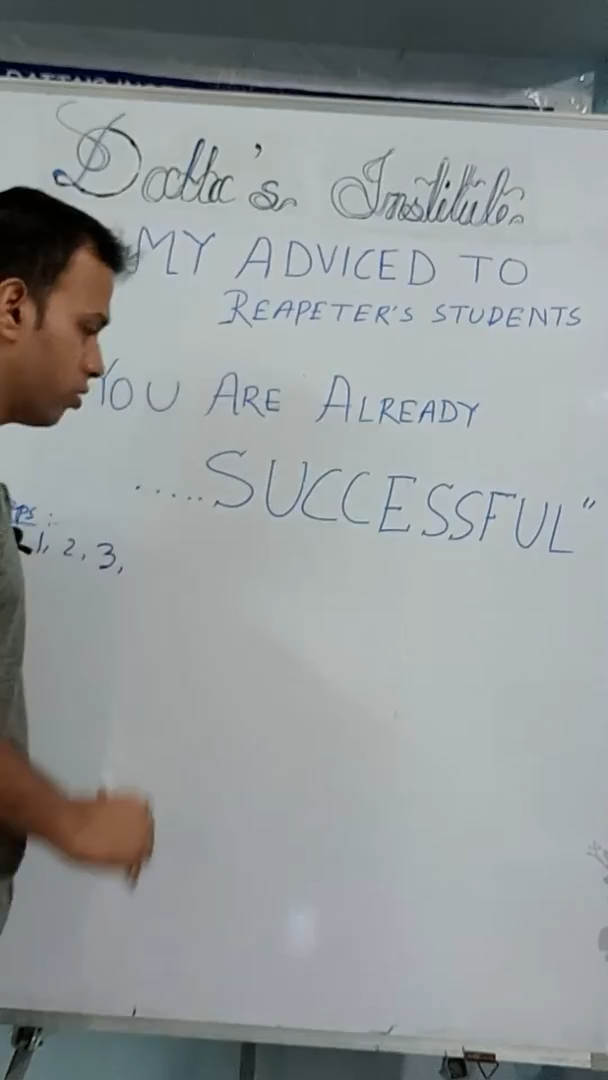 Datta's Institute.
MY ADVICED TO
REAPETER'S STUDENTS
YOU ARE ALREADY
.....SUCCESSFUL"
1, 2, 3,